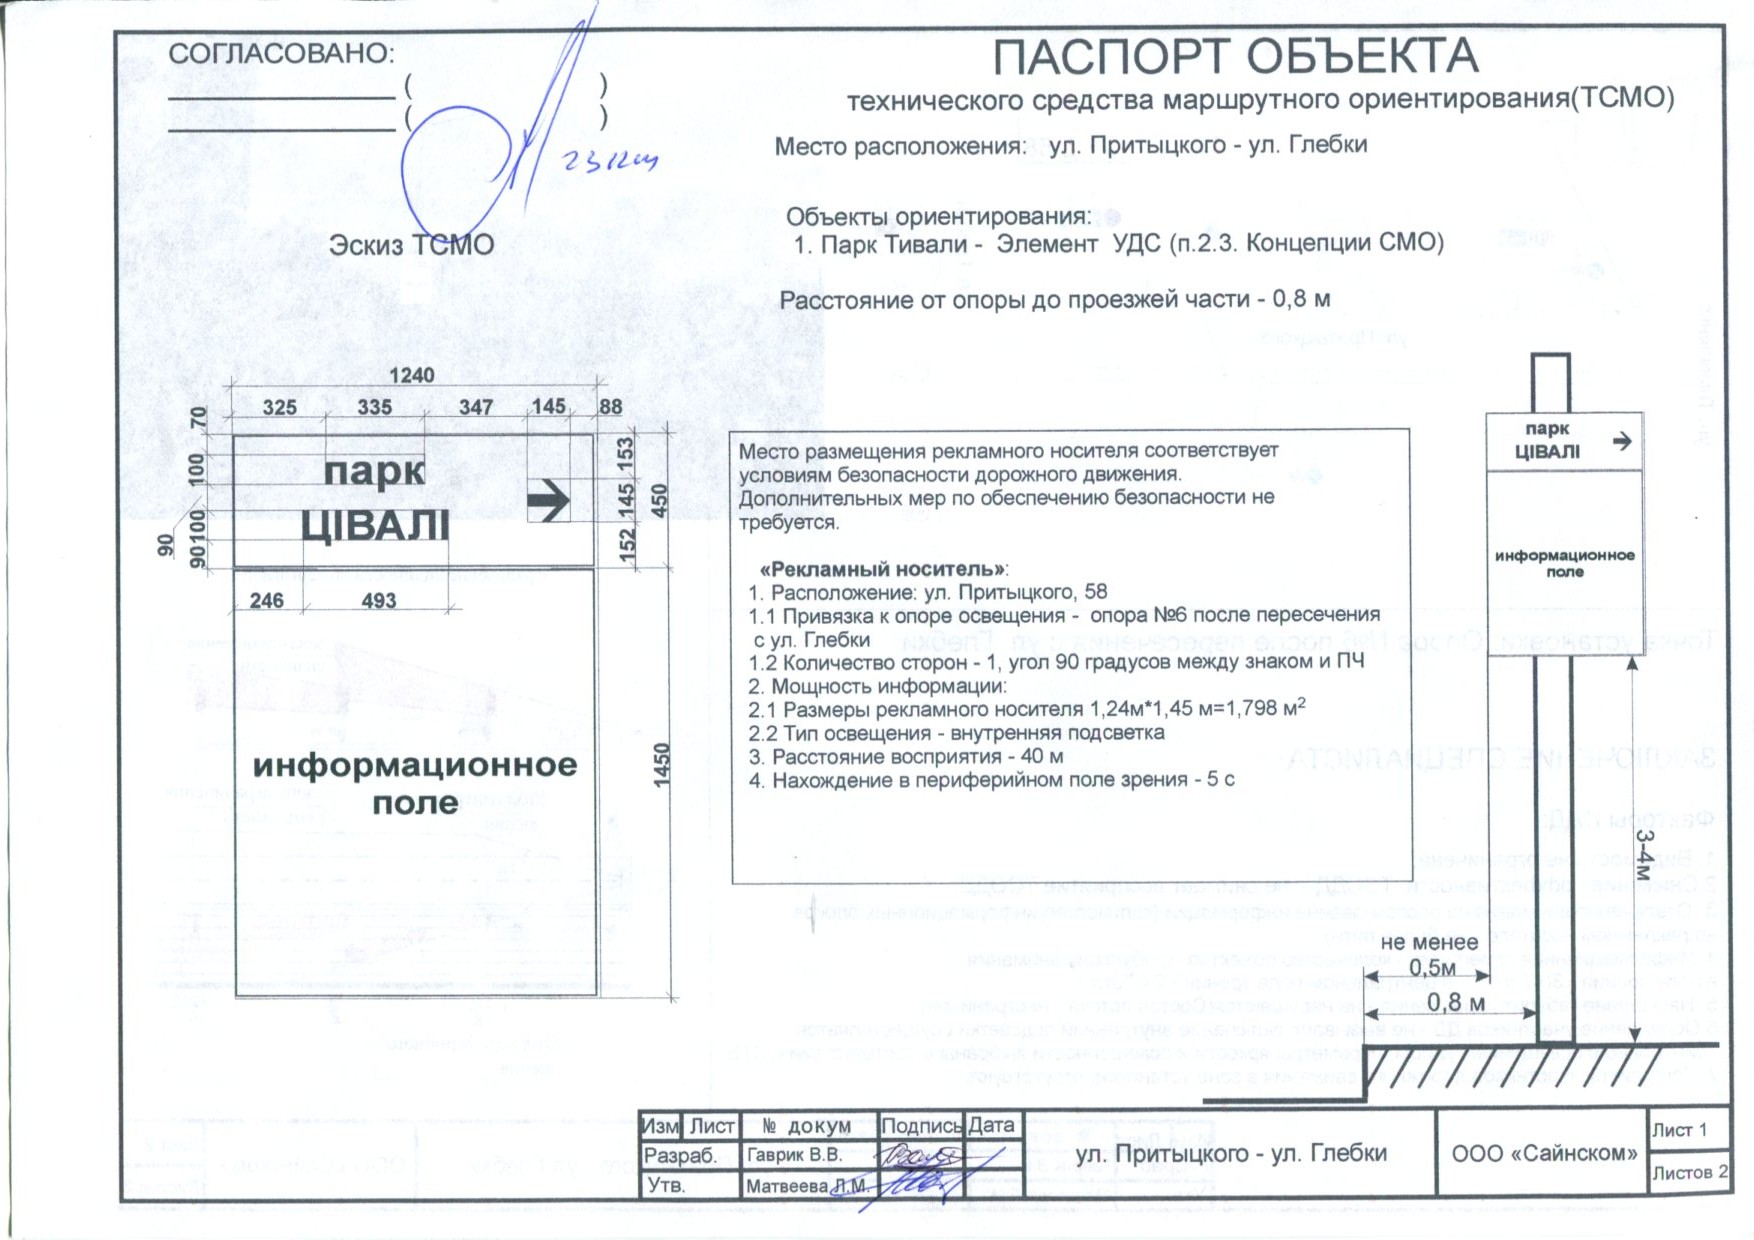 СОГЛАСОВАНО:
ПАСПОРТ ОБЪЕКТА
технического средства маршрутного ориентирования(ТСМО)
Место расположения: ул. Притыцкого - ул. Глебки
Объекты ориентирования:
1. Парк Тивали - Элемент УДС (п.2.3. Концепции СМО)
Расстояние от опоры до проезжей части - 0,8 м
Эскиз ТСМО
1240
325 335 347 145 88
70
100
100
90
90
153
145
152
450
парк
ЦІВАЛІ
246 493
1450
информационное
поле
Место размещения рекламного носителя соответствует
условиям безопасности дорожного движения.
Дополнительных мер по обеспечению безопасности не
требуется.
«Рекламный носитель»:
1. Расположение: ул. Притыцкого, 58
1.1 Привязка к опоре освещения - опора №6 после пересечения
с ул. Глебки
1.2 Количество сторон - 1, угол 90 градусов между знаком и ПЧ
2. Мощность информации:
2.1 Размеры рекламного носителя 1,24м*1,45 м=1,798 м²
2.2 Тип освещения - внутренняя подсветка
3. Расстояние восприятия - 40 м
4. Нахождение в периферийном поле зрения - 5 с
парк
ЦІВАЛІ
информационное
поле
3-4м
не менее
0,5м
0,8 м
Изм Лист № докум Подпись Дата
Разраб. Гаврик В.В.
Утв. Матвеева Л.М.
ул. Притыцкого - ул. Глебки
ООО «Сайнском»
Лист 1
Листов 2